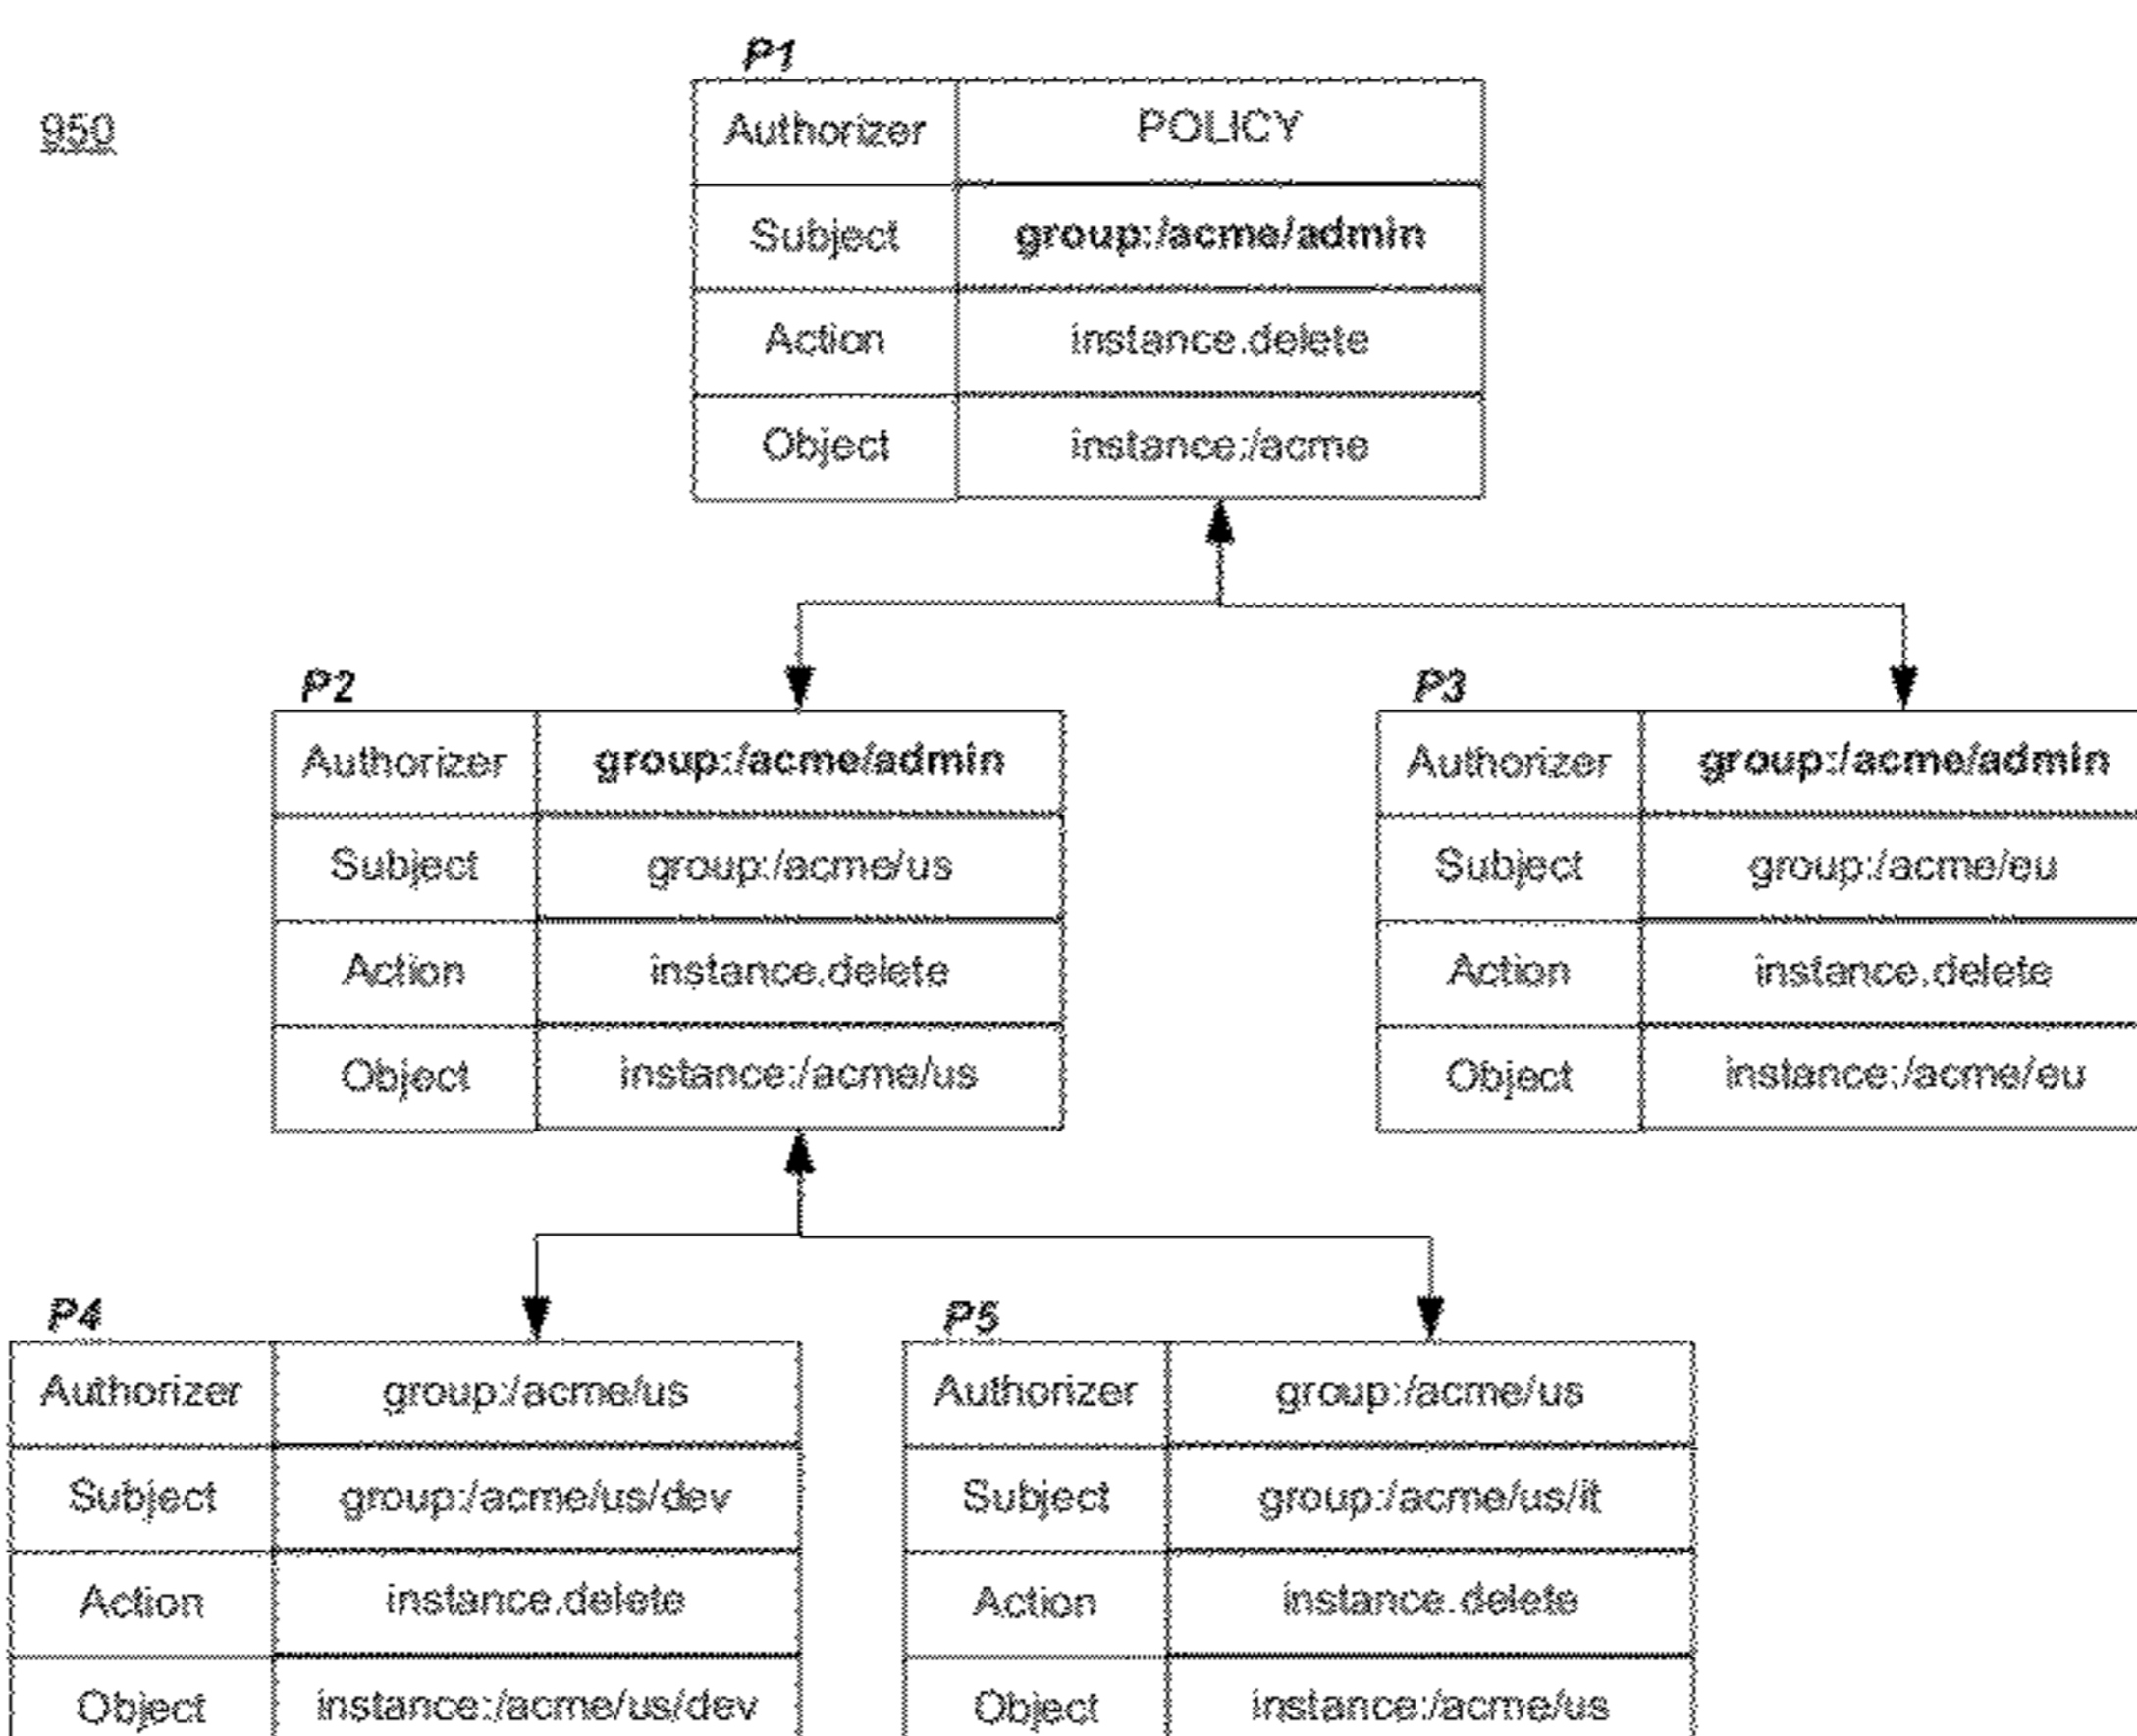 950
P1
Authorizer POLICY
Subject group:/acme/admin
Action instance.delete
Object instance:/acme
P2
Authorizer group:/acme/admin
Subject group:/acme/us
Action instance.delete
Object instance:/acme/us
P3
Authorizer group:/acme/admin
Subject group:/acme/eu
Action instance.delete
Object instance:/acme/eu
P4
Authorizer group:/acme/us
Subject group:/acme/us/dev
Action instance.delete
Object instance:/acme/us/dev
P5
Authorizer group:/acme/us
Subject group:/acme/us/it
Action instance.delete
Object instance:/acme/us